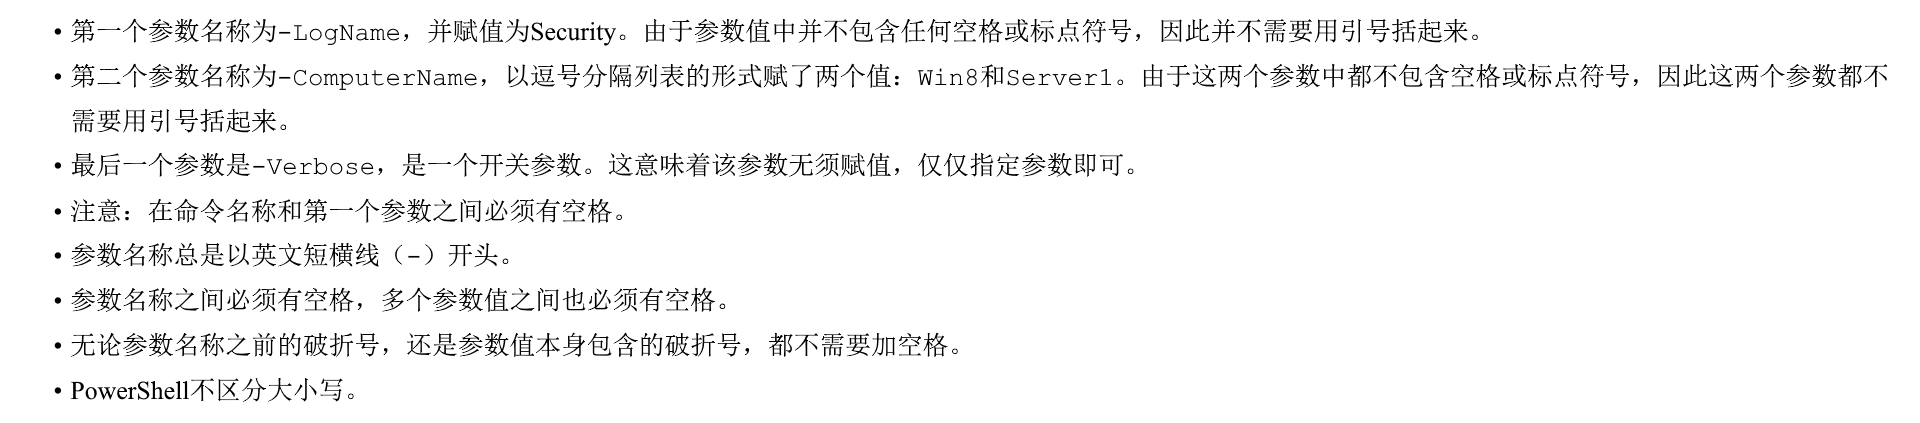 • 第一个参数名称为-LogName，并赋值为Security。由于参数值中并不包含任何空格或标点符号，因此并不需要用引号括起来。
• 第二个参数名称为-ComputerName，以逗号分隔列表的形式赋了两个值：Win8和Server1。由于这两个参数中都不包含空格或标点符号，因此这两个参数都不
需要用引号括起来。
• 最后一个参数是-Verbose，是一个开关参数。这意味着该参数无须赋值，仅仅指定参数即可。
• 注意：在命令名称和第一个参数之间必须有空格。
• 参数名称总是以英文短横线（-）开头。
• 参数名称之间必须有空格，多个参数值之间也必须有空格。
• 无论参数名称之前的破折号，还是参数值本身包含的破折号，都不需要加空格。
• PowerShell不区分大小写。